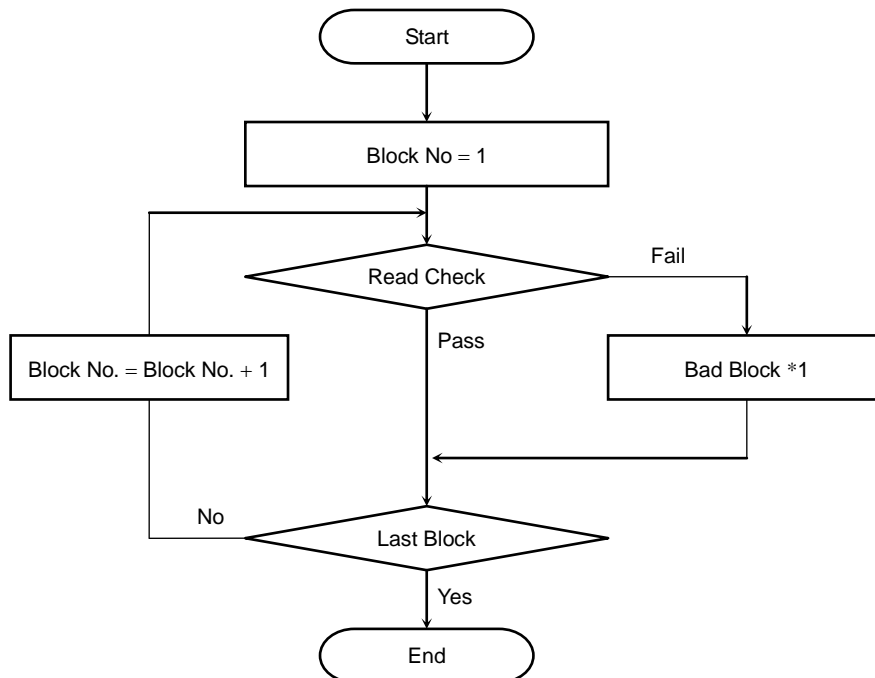 Start
Block No = 1
Read Check
Fail
Pass
Block No. = Block No. + 1
Bad Block *1
No
Last Block
Yes
End